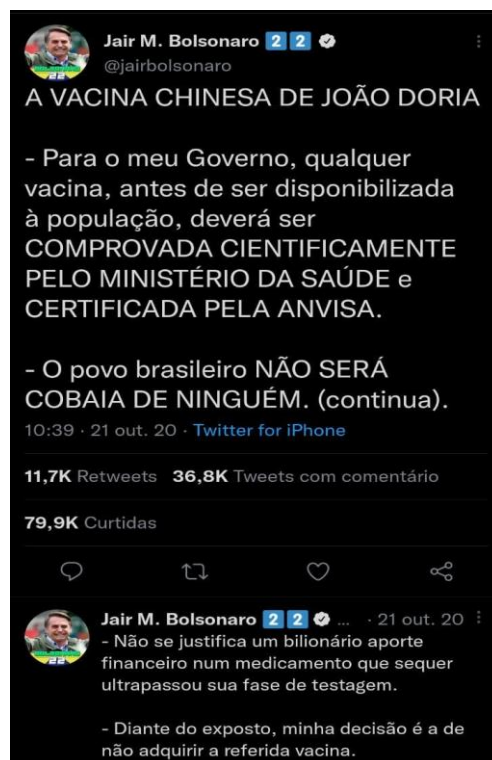 Jair M. Bolsonaro 2️⃣2️⃣
@jairbolsonaro
A VACINA CHINESA DE JOÃO DORIA
- Para o meu Governo, qualquer
vacina, antes de ser disponibilizada
à população, deverá ser
COMPROVADA CIENTIFICAMENTE
PELO MINISTÉRIO DA SAÚDE e
CERTIFICADA PELA ANVISA.
- O povo brasileiro NÃO SERÁ
COBAIA DE NINGUÉM. (continua).
10:39 · 21 out. 20 · Twitter for iPhone
11,7K Retweets 36,8K Tweets com comentário
79,9K Curtidas
Jair M. Bolsonaro 2️⃣2️⃣ ... · 21 out. 20
- Não se justifica um bilionário aporte
financeiro num medicamento que sequer
ultrapassou sua fase de testagem.
- Diante do exposto, minha decisão é a de
não adquirir a referida vacina.